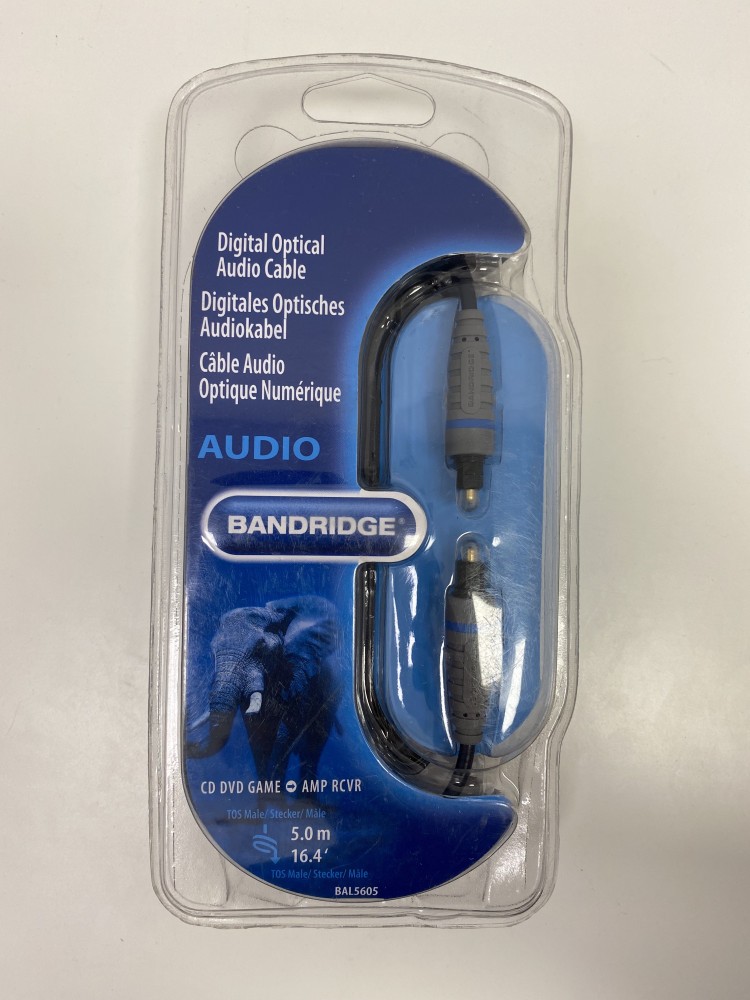 Digital Optical
Audio Cable
Digitales Optisches
Audiokabel
Câble Audio
Optique Numérique
AUDIO
BANDRIDGE®
BANDRIDGE
CD DVD GAME ➲ AMP RCVR
TOS Male/ Stecker/ Mâle
5.0 m
16.4‘
TOS Male/ Stecker/ Mâle
BAL5605